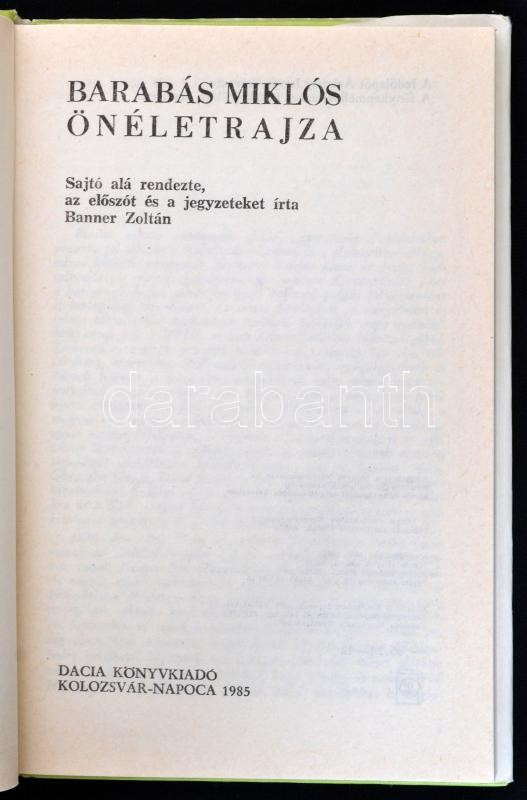 BARABÁS MIKLÓS
ÖNÉLETRAJZA
Sajtó alá rendezte,
az előszót és a jegyzeteket írta
Banner Zoltán
darabanth
DACIA KÖNYVKIADÓ
KOLOZSVÁR-NAPOCA 1985